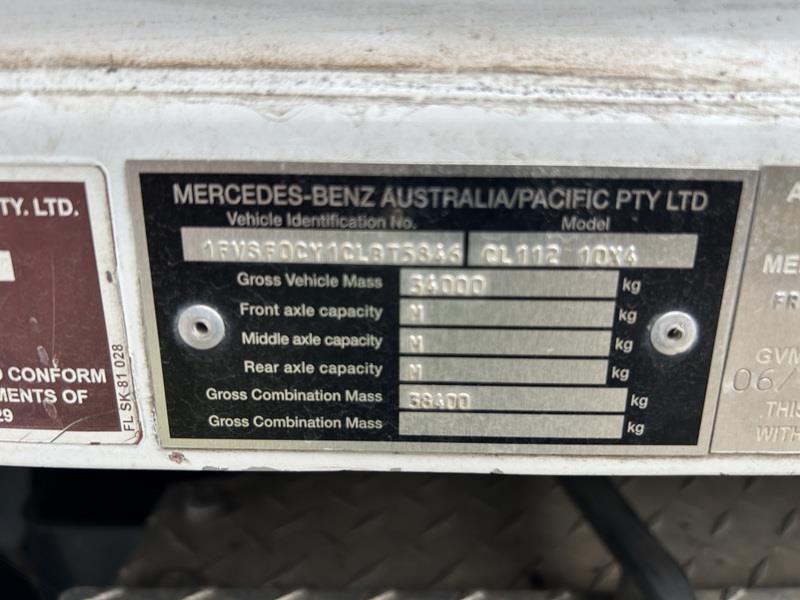 TY. LTD.
D CONFORM
MENTS OF
29
FL SK 81 028
MERCEDES-BENZ AUSTRALIA/PACIFIC PTY LTD
Vehicle Identification No. Model
CL112 10X4
Gross Vehicle Mass 34000 kg
Front axle capacity M kg
Middle axle capacity M kg
Rear axle capacity M kg
Gross Combination Mass 38400 kg
Gross Combination Mass kg
A
ME
FR
GVM
06/
THIS
WITH